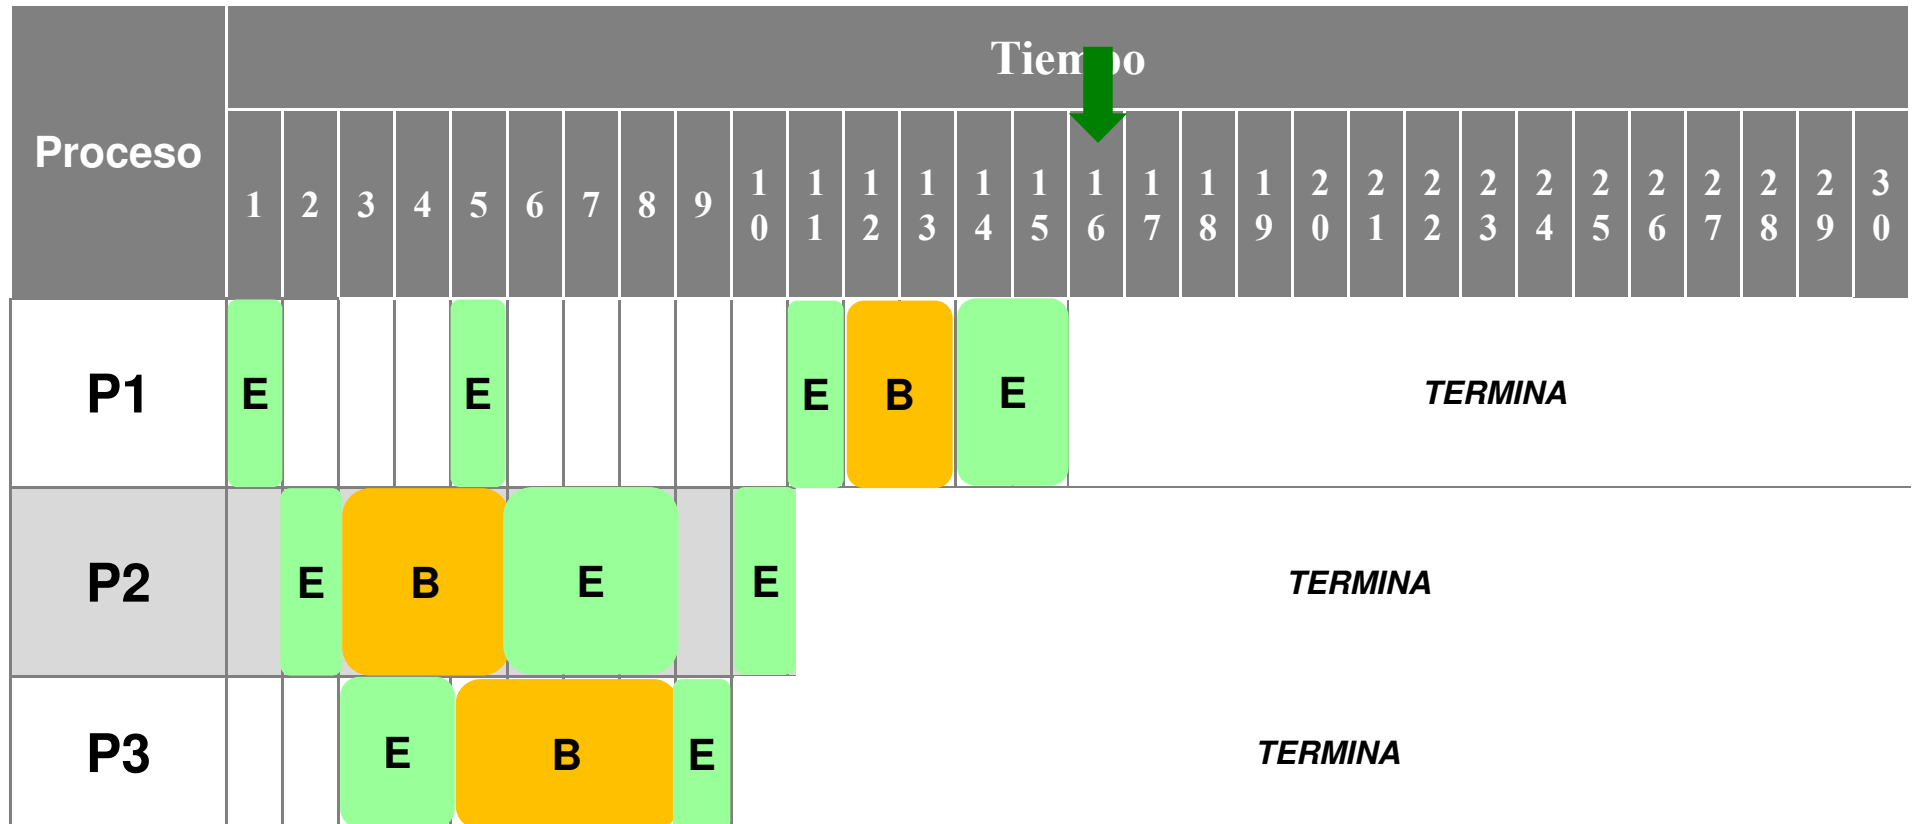 Tiempo
Proceso
1 2 3 4 5 6 7 8 9 10 11 12 13 14 15 16 17 18 19 20 21 22 23 24 25 26 27 28 29 30
P1 E E E B E TERMINA
P2 E B E E TERMINA
P3 E B E TERMINA